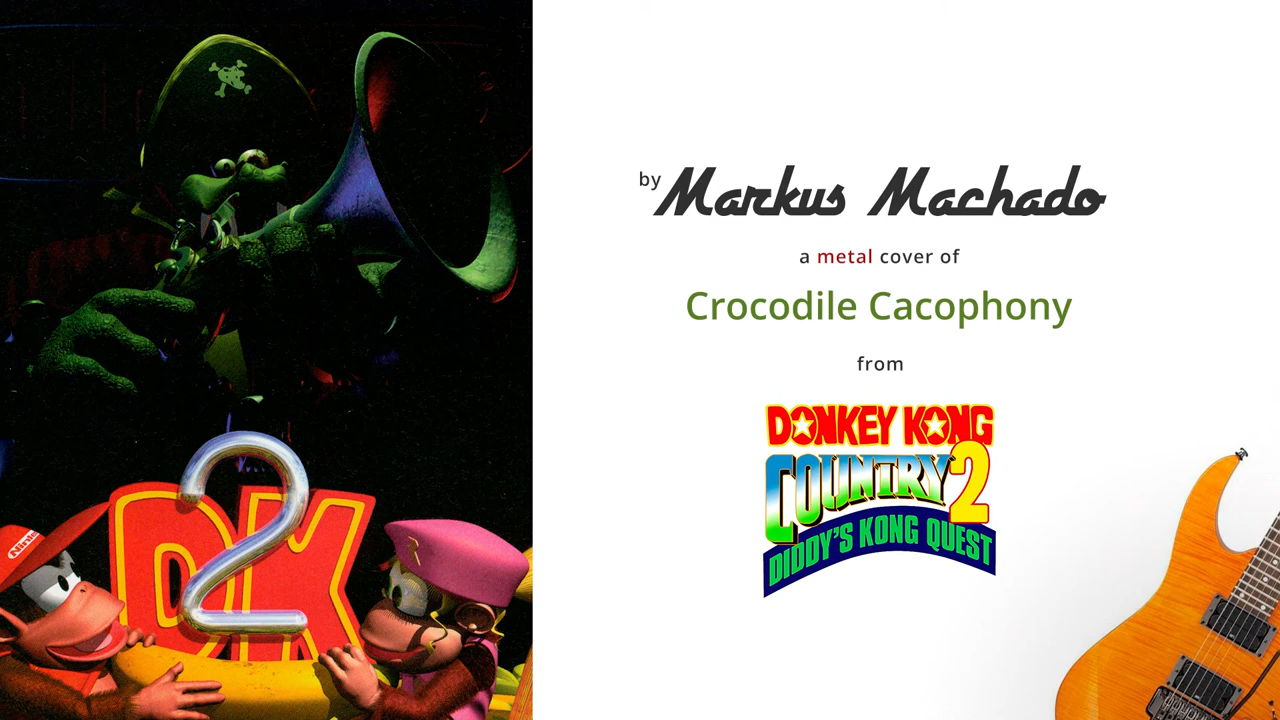 by Markus Machado
a metal cover of
Crocodile Cacophony
from
DONKEY KONG
COUNTRY 2
DIDDY'S KONG QUEST
DK
2
R